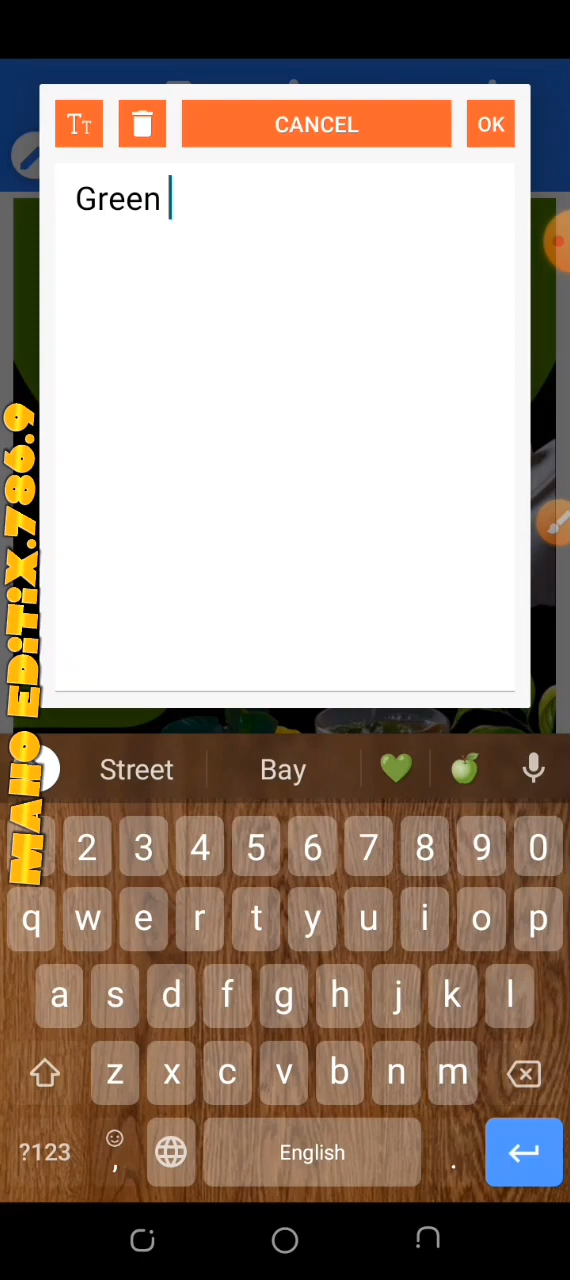 TT
CANCEL
OK
Green
MAHO EDiTiX.786.9
Street
Bay
2 3 4 5 6 7 8 9 0
q w e r t y u i o p
a s d f g h j k l
z x c v b n m
?123
,
English
.